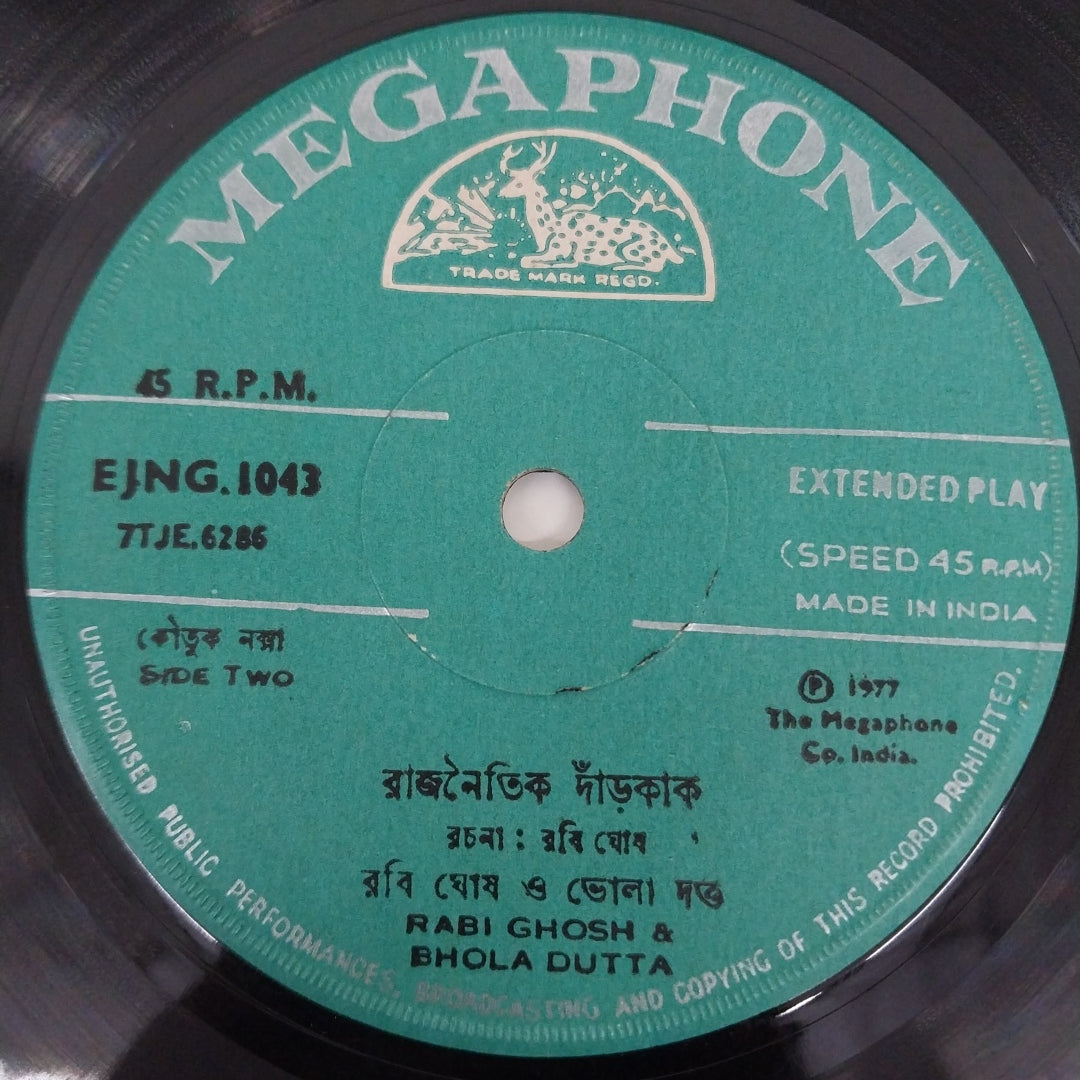 MEGAPHONE
TRADE MARK REGD.
45 R.P.M.
EJNG.1043
7TJE.6286
EXTENDED PLAY
(SPEED 45 R.P.M)
MADE IN INDIA
কৌতুক নক্সা
SIDE TWO
Ⓟ 1977
The Megaphone
Co. India.
রাজনৈতিক দাঁড়কাক
রচনা : রবি ঘোষ
রবি ঘোষ ও ভোলা দত্ত
RABI GHOSH &
BHOLA DUTTA
UNAUTHORISED PUBLIC PERFORMANCES, BROADCASTING AND COPYING OF THIS RECORD PROHIBITED.